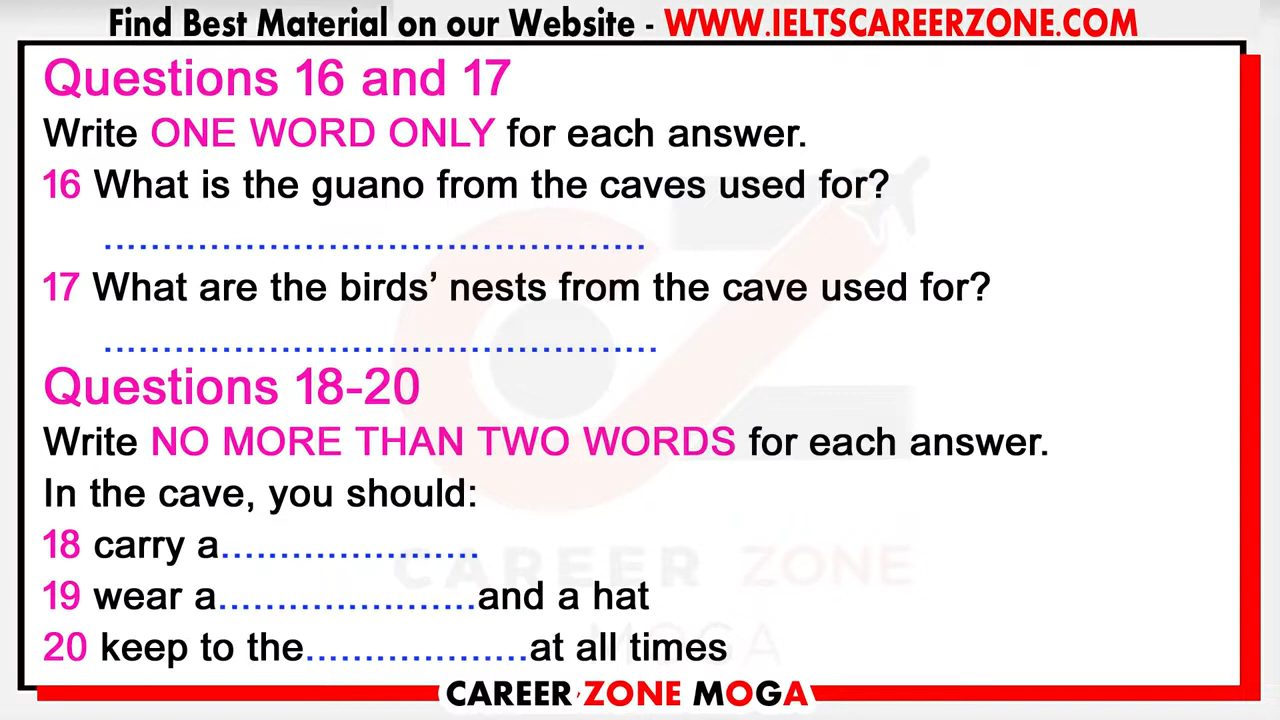 Find Best Material on our Website - WWW.IELTSCAREERZONE.COM
Questions 16 and 17
Write ONE WORD ONLY for each answer.
16 What is the guano from the caves used for?
..............................................
17 What are the birds’ nests from the cave used for?
...............................................
Questions 18-20
Write NO MORE THAN TWO WORDS for each answer.
In the cave, you should:
18 carry a......................
19 wear a......................and a hat
20 keep to the...................at all times
CAREER ZONE
MOGA
CAREER ZONE MOGA